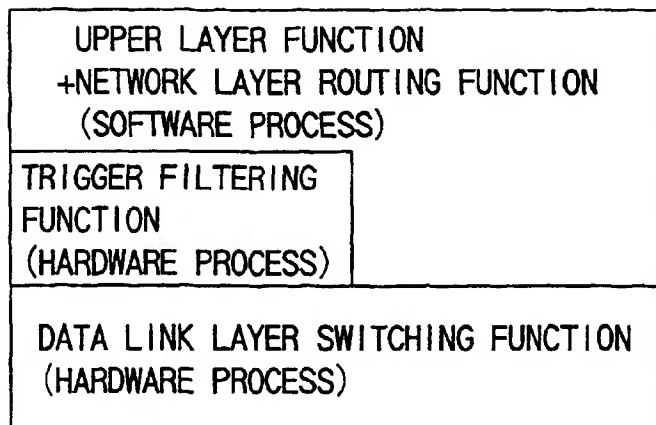 UPPER LAYER FUNCTION
+NETWORK LAYER ROUTING FUNCTION
(SOFTWARE PROCESS)
TRIGGER FILTERING
FUNCTION
(HARDWARE PROCESS)
DATA LINK LAYER SWITCHING FUNCTION
(HARDWARE PROCESS)